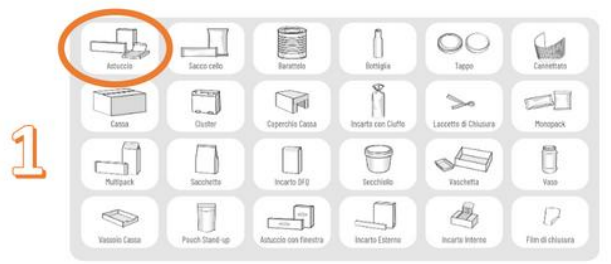 1
Astuccio
Sacco cello
Barattolo
Bottiglia
Tappo
Cannettato
Cassa
Cluster
Coperchio Cassa
Incarto con Ciuffo
Laccetto di Chiusura
Monopack
Multipack
Sacchetto
Incarto DFQ
Secchiello
Vaschetta
Vaso
Vassoio Cassa
Pouch Stand-up
Astuccio con finestra
Incarto Esterno
Incarto Interno
Film di chiusura